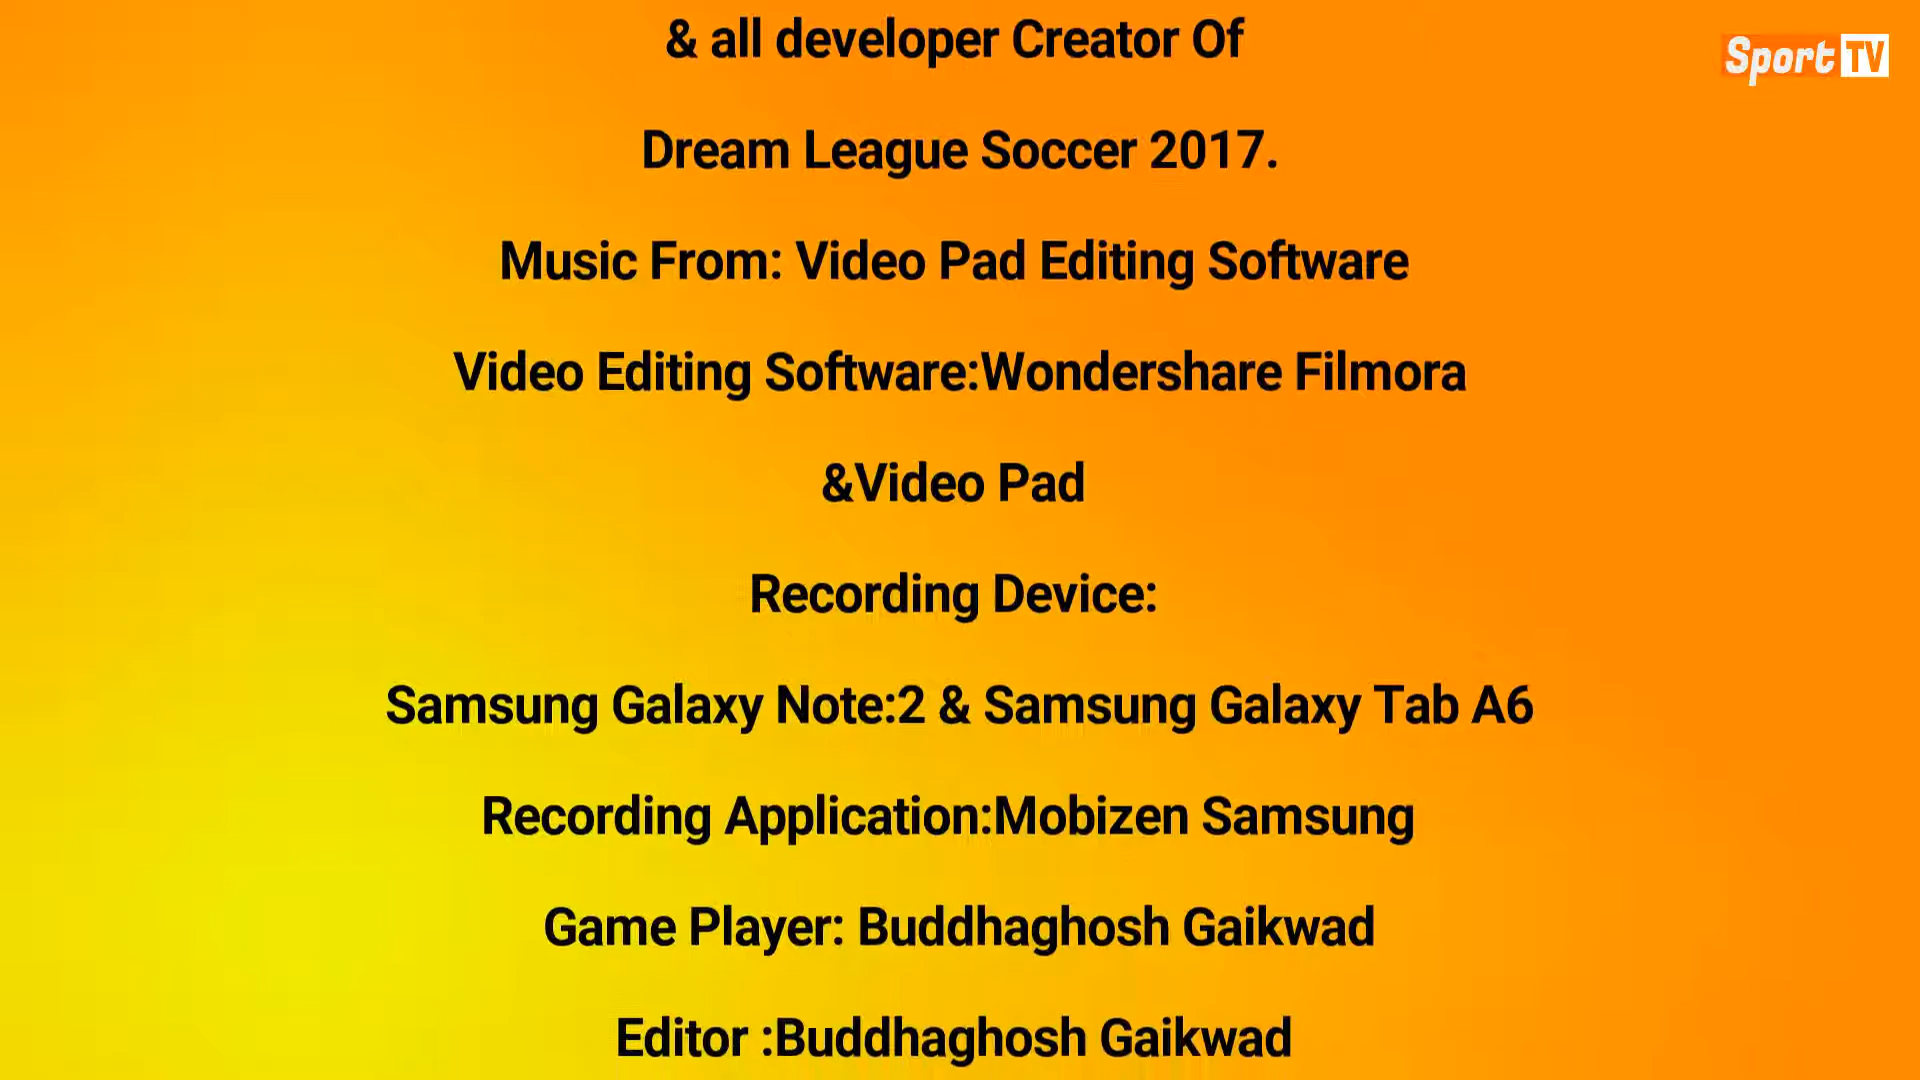 & all developer Creator Of
Sport TV
Dream League Soccer 2017.
Music From: Video Pad Editing Software
Video Editing Software:Wondershare Filmora
&Video Pad
Recording Device:
Samsung Galaxy Note:2 & Samsung Galaxy Tab A6
Recording Application:Mobizen Samsung
Game Player: Buddhaghosh Gaikwad
Editor :Buddhaghosh Gaikwad